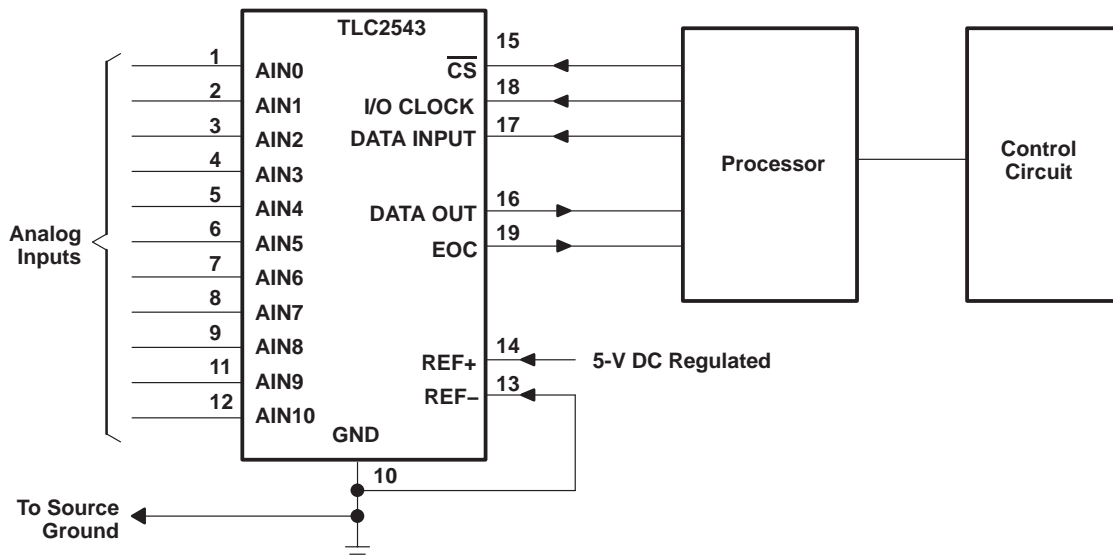 TLC2543
Analog
Inputs
1 AIN0
2 AIN1
3 AIN2
4 AIN3
5 AIN4
6 AIN5
7 AIN6
8 AIN7
9 AIN8
11 AIN9
12 AIN10
CS 15
I/O CLOCK 18
DATA INPUT 17
DATA OUT 16
EOC 19
REF+ 14 5-V DC Regulated
REF– 13
GND
10
To Source
Ground
Processor
Control
Circuit